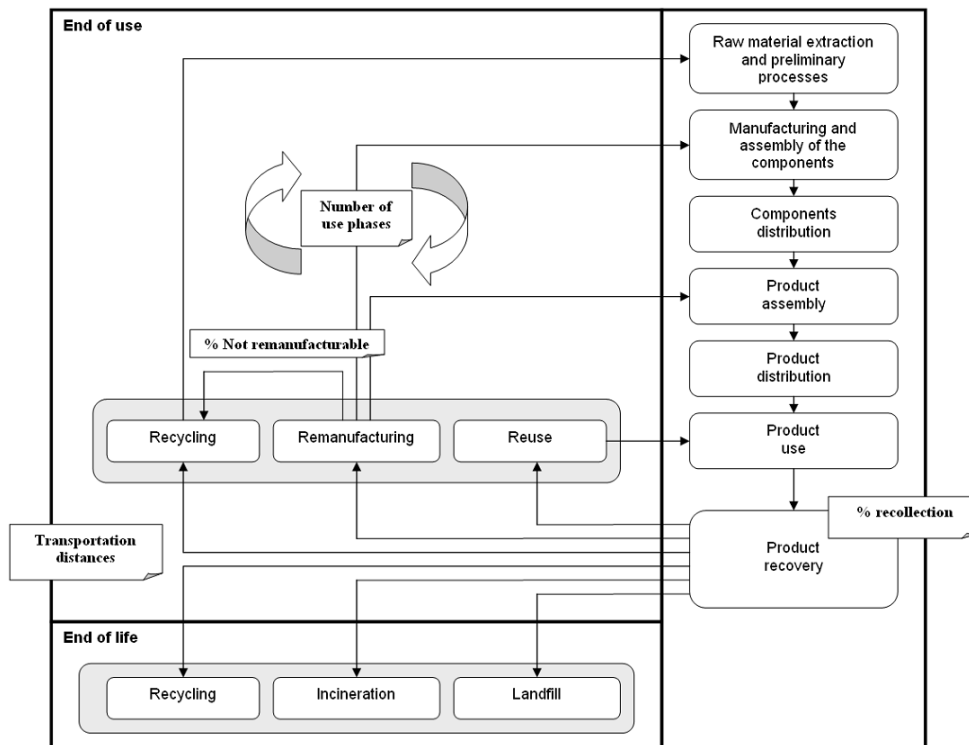 End of use
Raw material extraction
and preliminary
processes
Manufacturing and
assembly of the
components
Number of
use phases
Components
distribution
Product
assembly
% Not remanufacturable
Product
distribution
Recycling
Remanufacturing
Reuse
Product
use
% recollection
Transportation
distances
Product
recovery
End of life
Recycling
Incineration
Landfill